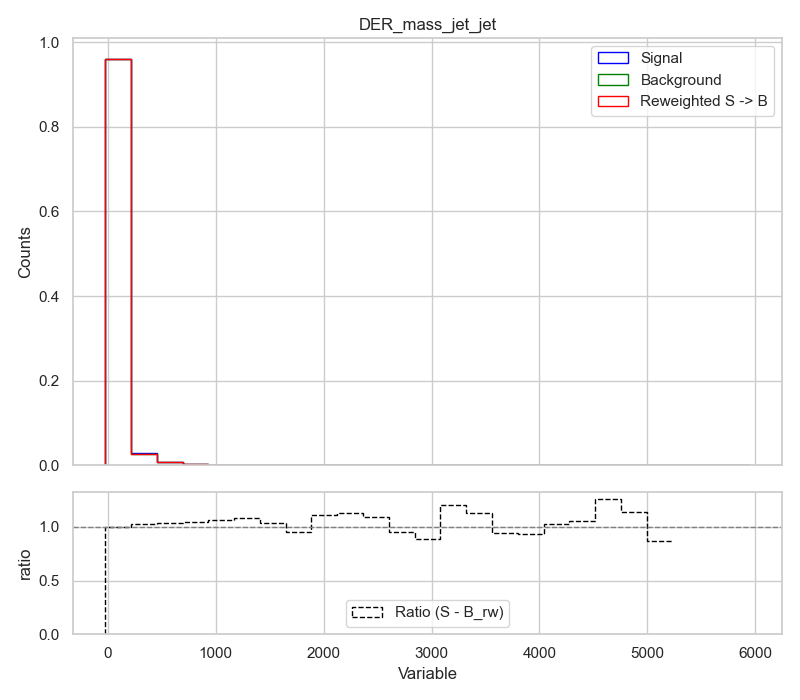 DER_mass_jet_jet
1.0
0.8
0.6
0.4
0.2
0.0
Counts
Signal
Background
Reweighted S -> B
1.0
0.5
0.0
ratio
Ratio (S - B_rw)
0 1000 2000 3000 4000 5000 6000
Variable